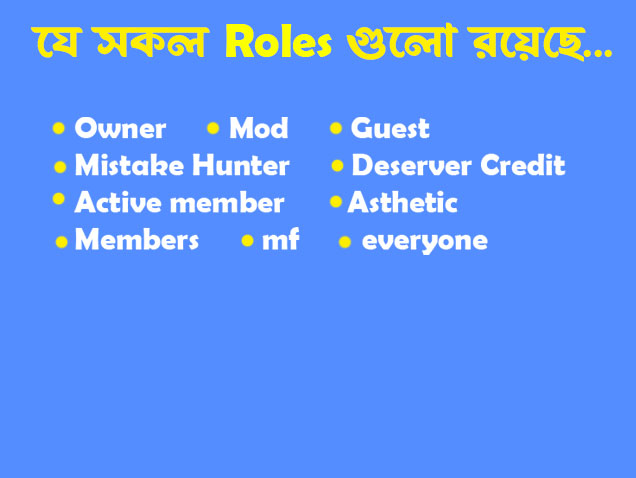 যে সকল Roles গুলো রয়েছে...
Owner Mod Guest
Mistake Hunter Deserver Credit
Active member Asthetic
Members mf everyone